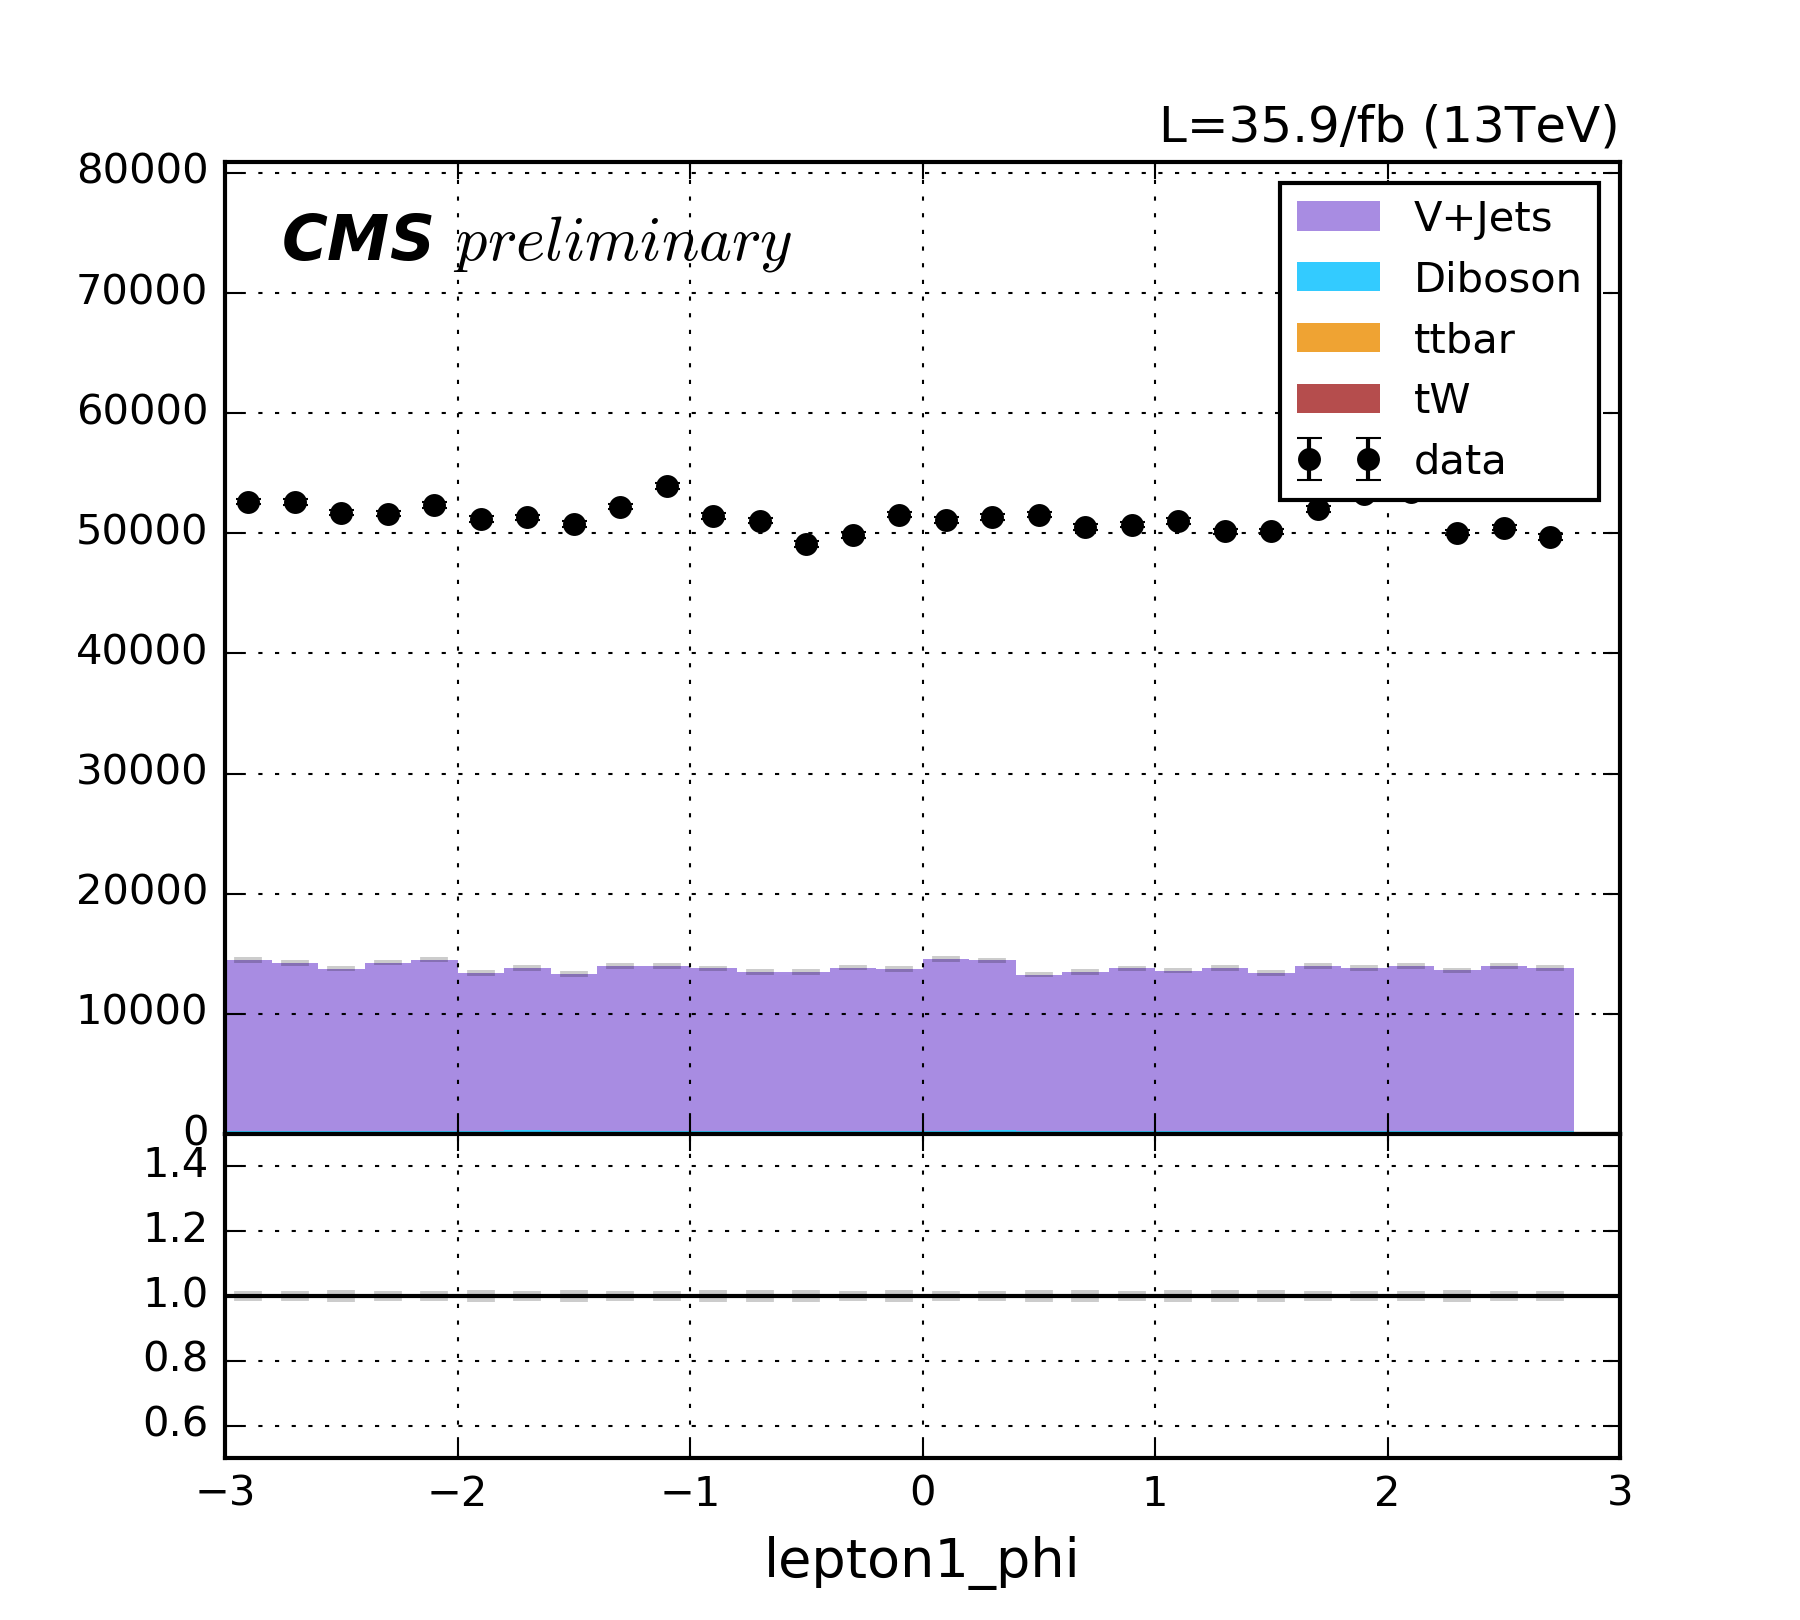 L=35.9/fb (13TeV)
80000
CMS preliminary
70000
60000
50000
40000
30000
20000
10000
0
V+Jets
Diboson
ttbar
tW
data
1.4
1.2
1.0
0.8
0.6
−3 −2 −1 0 1 2 3
lepton1_phi